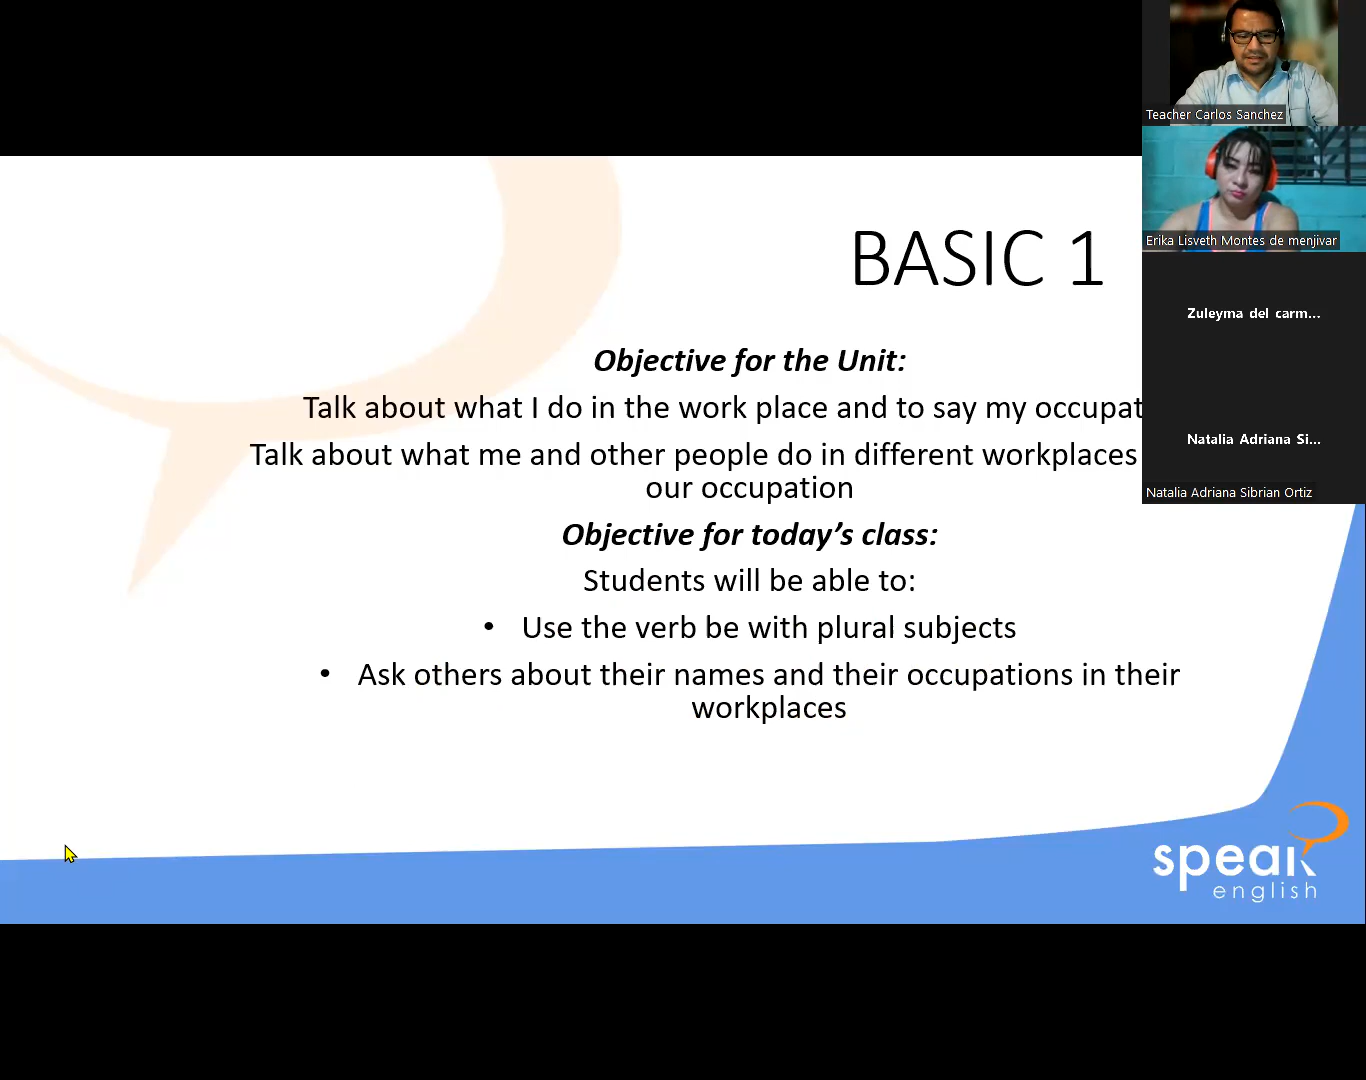 Teacher Carlos Sanchez
Erika Lisveth Montes de menjivar
Zuleyma del carm...
Natalia Adriana Si...
Natalia Adriana Sibrian Ortiz
BASIC 1
Objective for the Unit:
Talk about what I do in the work place and to say my occupat
Talk about what me and other people do in different workplaces
our occupation
Objective for today's class:
Students will be able to:
• Use the verb be with plural subjects
• Ask others about their names and their occupations in their
workplaces
speak
english